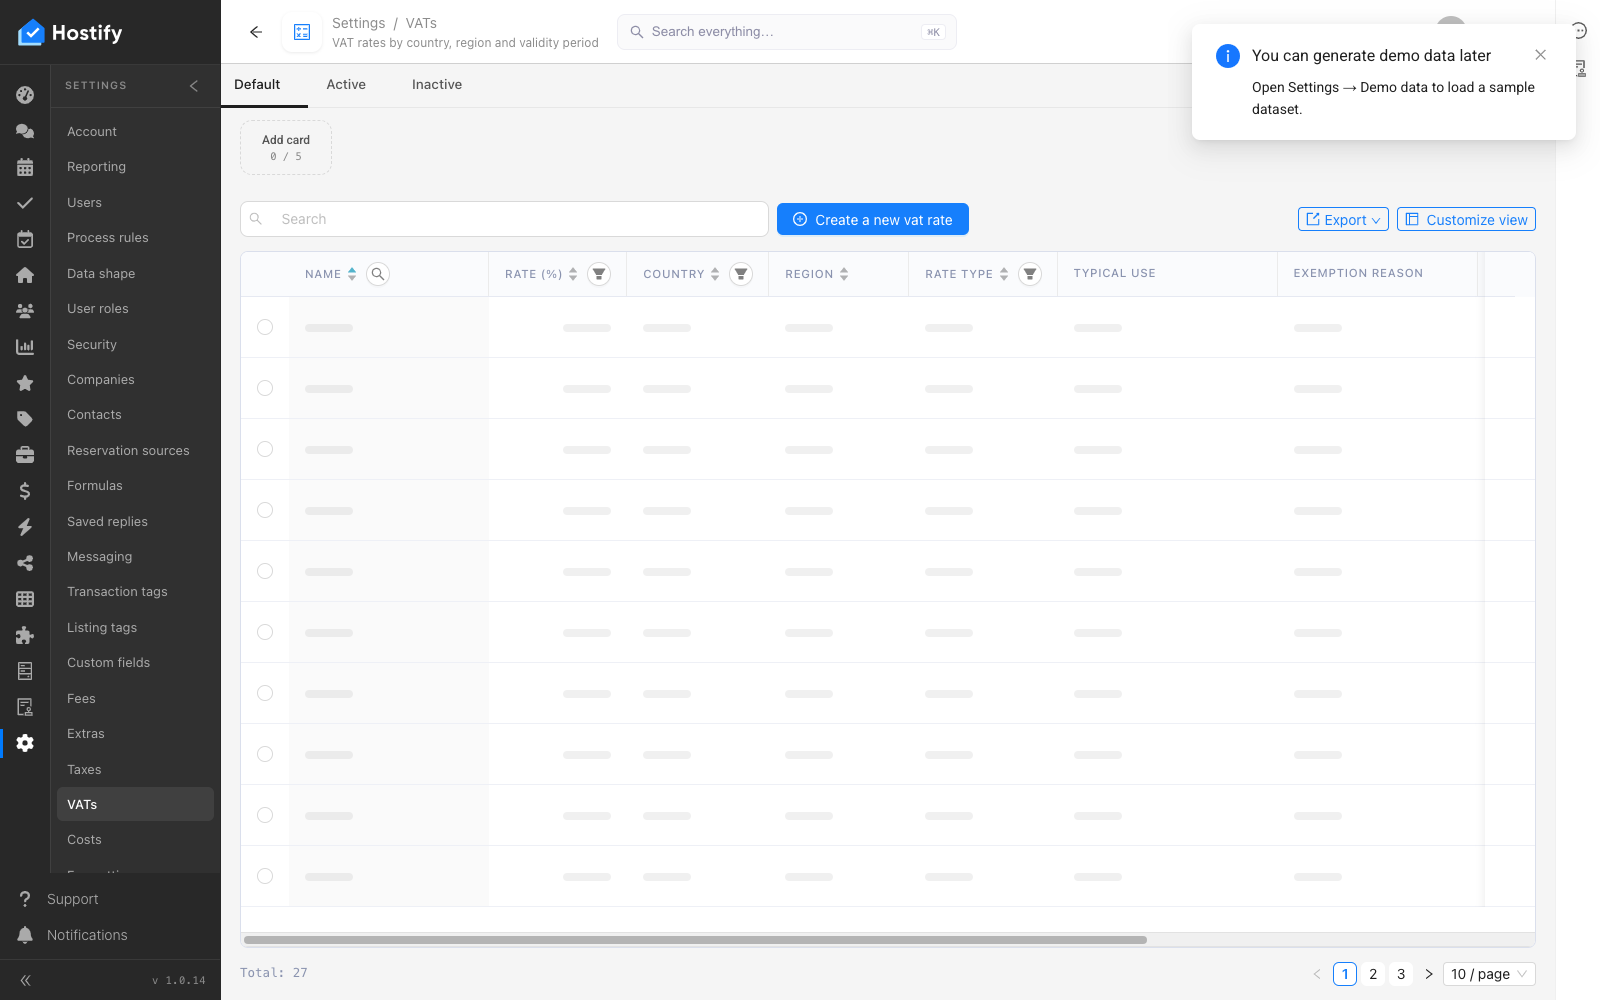 Hostify
SETTINGS
Account
Reporting
Users
Process rules
Data shape
User roles
Security
Companies
Contacts
Reservation sources
Formulas
Saved replies
Messaging
Transaction tags
Listing tags
Custom fields
Fees
Extras
Taxes
VATs
Costs
Support
Notifications
v 1.0.14
Settings / VATs
VAT rates by country, region and validity period
Search everything...
⌘K
You can generate demo data later
Open Settings → Demo data to load a sample
dataset.
Default Active Inactive
Add card
0 / 5
Search
Create a new vat rate
Export
Customize view
NAME RATE (%) COUNTRY REGION RATE TYPE TYPICAL USE EXEMPTION REASON
Total: 27
1 2 3 10 / page